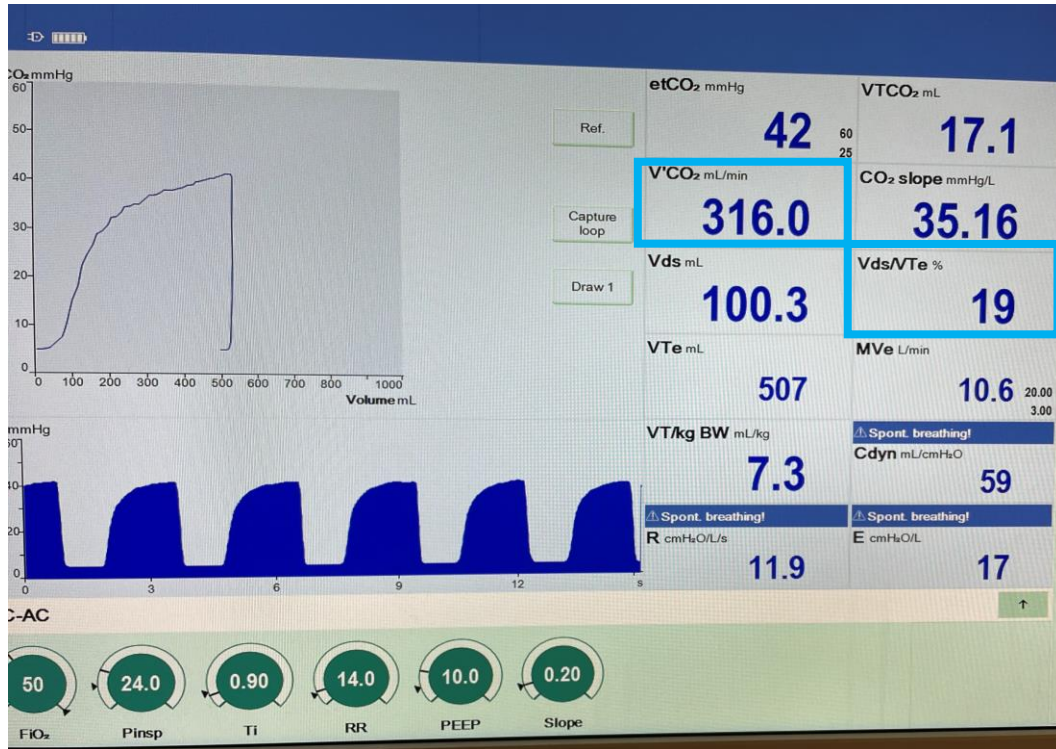 CO₂ mmHg
60
50
40
30
20
10
0
0 100 200 300 400 500 600 700 800 1000
Volume mL
Ref.
Capture
loop
Draw 1
etCO₂ mmHg
42
60
25
VTCO₂ mL
17.1
V'CO₂ mL/min
316.0
CO₂ slope mmHg/L
35.16
Vds mL
100.3
Vds/VTe %
19
VTe mL
507
MVe L/min
10.6
20.00
3.00
VT/kg BW mL/kg
7.3
⚠ Spont. breathing!
Cdyn mL/cmH₂O
59
⚠ Spont. breathing!
R cmH₂O/L/s
11.9
⚠ Spont. breathing!
E cmH₂O/L
17
mmHg
60
40
20
0
0 3 6 9 12 s
C-AC
↑
50
FiO₂
24.0
Pinsp
0.90
Ti
14.0
RR
10.0
PEEP
0.20
Slope